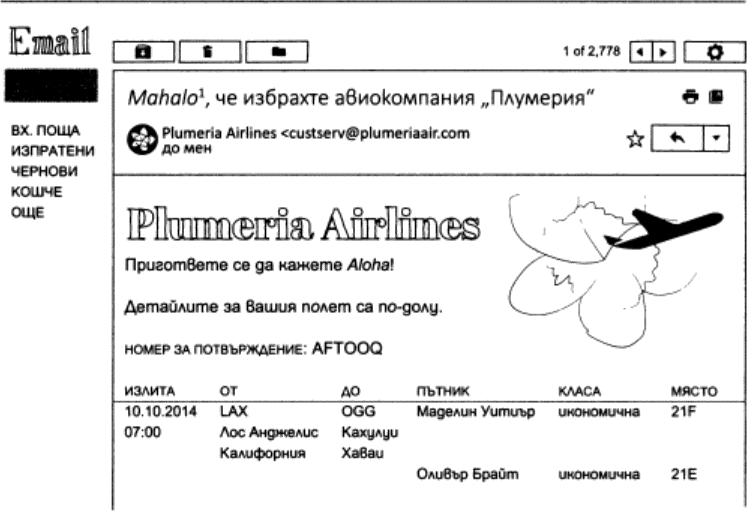 Email
1 of 2,778
Mahalo¹, че избрахте авиокомпания „Плумерия“
ВХ. ПОЩА
ИЗПРАТЕНИ
ЧЕРНОВИ
КОШЧЕ
ОЩЕ
Plumeria Airlines <custserv@plumeriaair.com
до мен
Plumeria Airlines
Пригответе се да кажете Aloha!
Детайлите за вашия полет са по-долу.
НОМЕР ЗА ПОТВЪРЖДЕНИЕ: AFTOOQ
ИЗЛИТА ОТ ДО ПЪТНИК КЛАСА МЯСТО
10.10.2014 LAX OGG Маделин Уитиър икономична 21F
07:00 Лос Анджелис Кахулуи
Калифорния Хаваи
Оливър Брайт икономична 21E